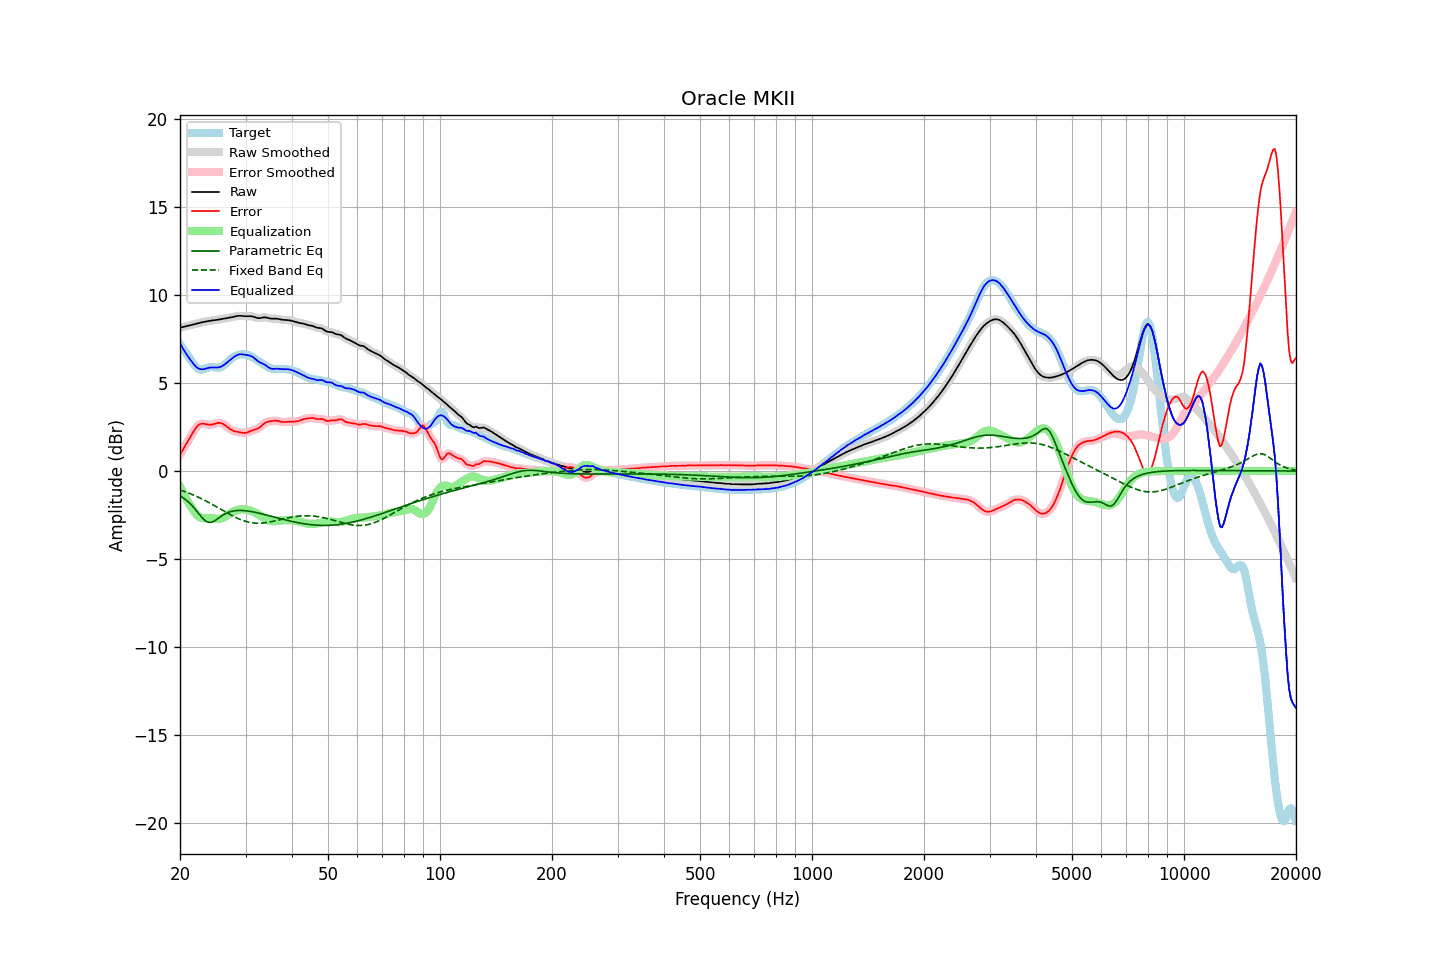 Oracle MKII
Amplitude (dBr)
20
15
10
5
0
−5
−10
−15
−20
Target
Raw Smoothed
Error Smoothed
Raw
Error
Equalization
Parametric Eq
Fixed Band Eq
Equalized
20 50 100 200 500 1000 2000 5000 10000 20000
Frequency (Hz)